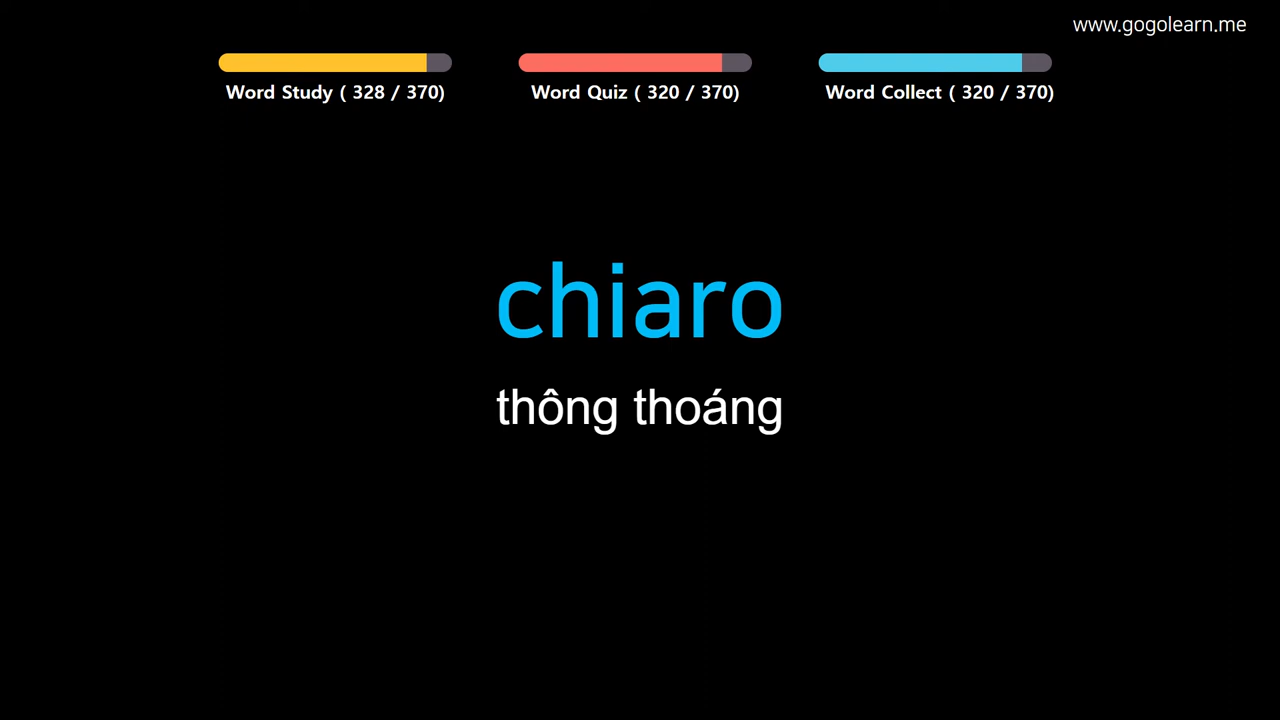 www.gogolearn.me
Word Study ( 328 / 370)
Word Quiz ( 320 / 370)
Word Collect ( 320 / 370)
chiaro
thông thoáng